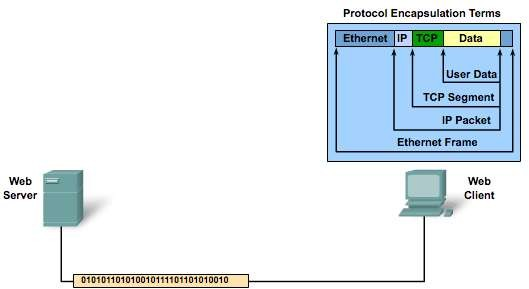 Protocol Encapsulation Terms
Ethernet IP TCP Data
User Data
TCP Segment
IP Packet
Ethernet Frame
Web
Server
Web
Client
010101101010010111101101010010